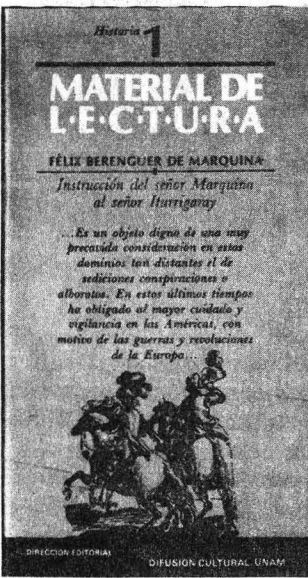 Historia 1
MATERIAL DE
L·E·C·T·U·R·A
FÉLIX BERENGUER DE MARQUINA
Instrucción del señor Marquina
al señor Iturrigaray
...Es un objeto digno de una muy
precavida consideración en estos
dominios tan distantes el de
sediciones conspiraciones o
alborotos. En estos últimos tiempos
ha obligado al mayor cuidado y
vigilancia en las Américas, con
motivo de las guerras y revoluciones
de la Europa...
DIRECCIÓN EDITORIAL
DIFUSIÓN CULTURAL. UNAM